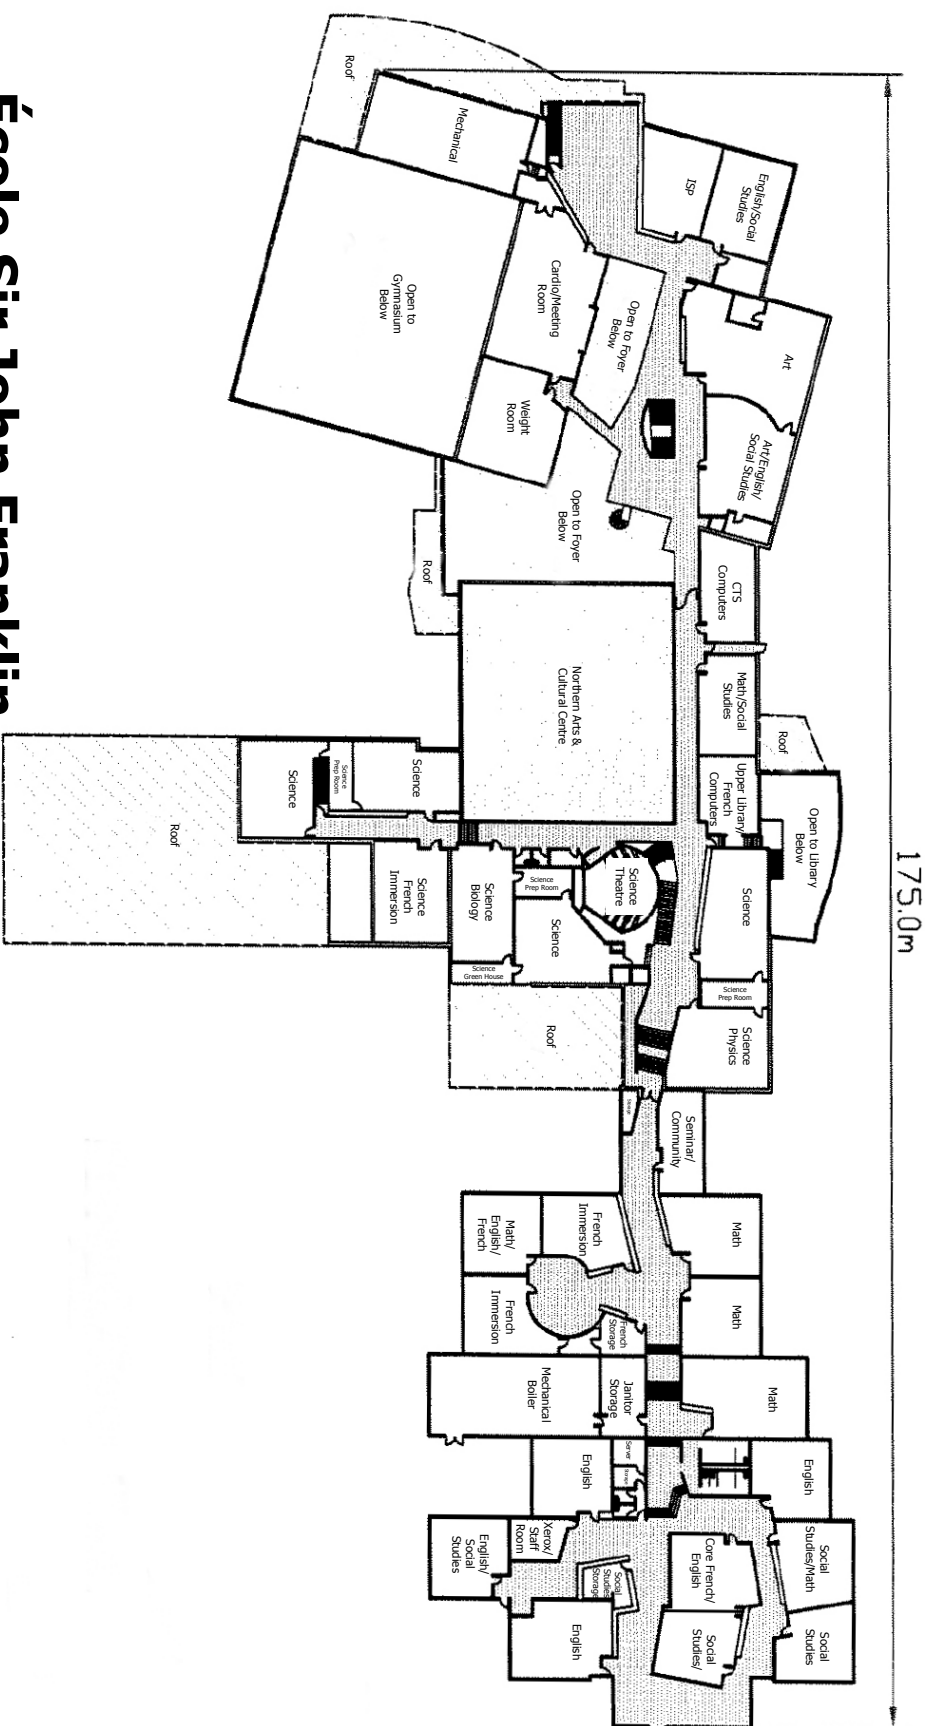 École Sir John Franklin
175.0m
Roof
Mechanical
ISP
English/Social
Studies
Open to
Gymnasium
Below
Cardio/Meeting
Room
Open to Foyer
Below
Art
Weight
Room
Art/English/
Social Studies
Open to Foyer
Below
Roof
CTS
Computers
Northern Arts &
Cultural Centre
Math/Social
Studies
Roof
Upper Library/
French
Computers
Open to Library
Below
Science
Science
Prep Room
Science
Roof
Science
French
Immersion
Science
Biology
Science
Prep Room
Science
Theatre
Science
Science
Science
Green House
Science
Prep Room
Roof
Science
Physics
Storage
Seminar/
Community
Math/
English/
French
French
Immersion
Math
French
Immersion
French
Storage
Math
Mechanical
Boiler
Janitor
Storage
Math
English
Server
Storage
English
English/
Social
Studies
Xerox/
Staff
Room
Social
Studies
Storage
Core French/
English
Social
Studies/Math
English
Social
Studies/
Social
Studies